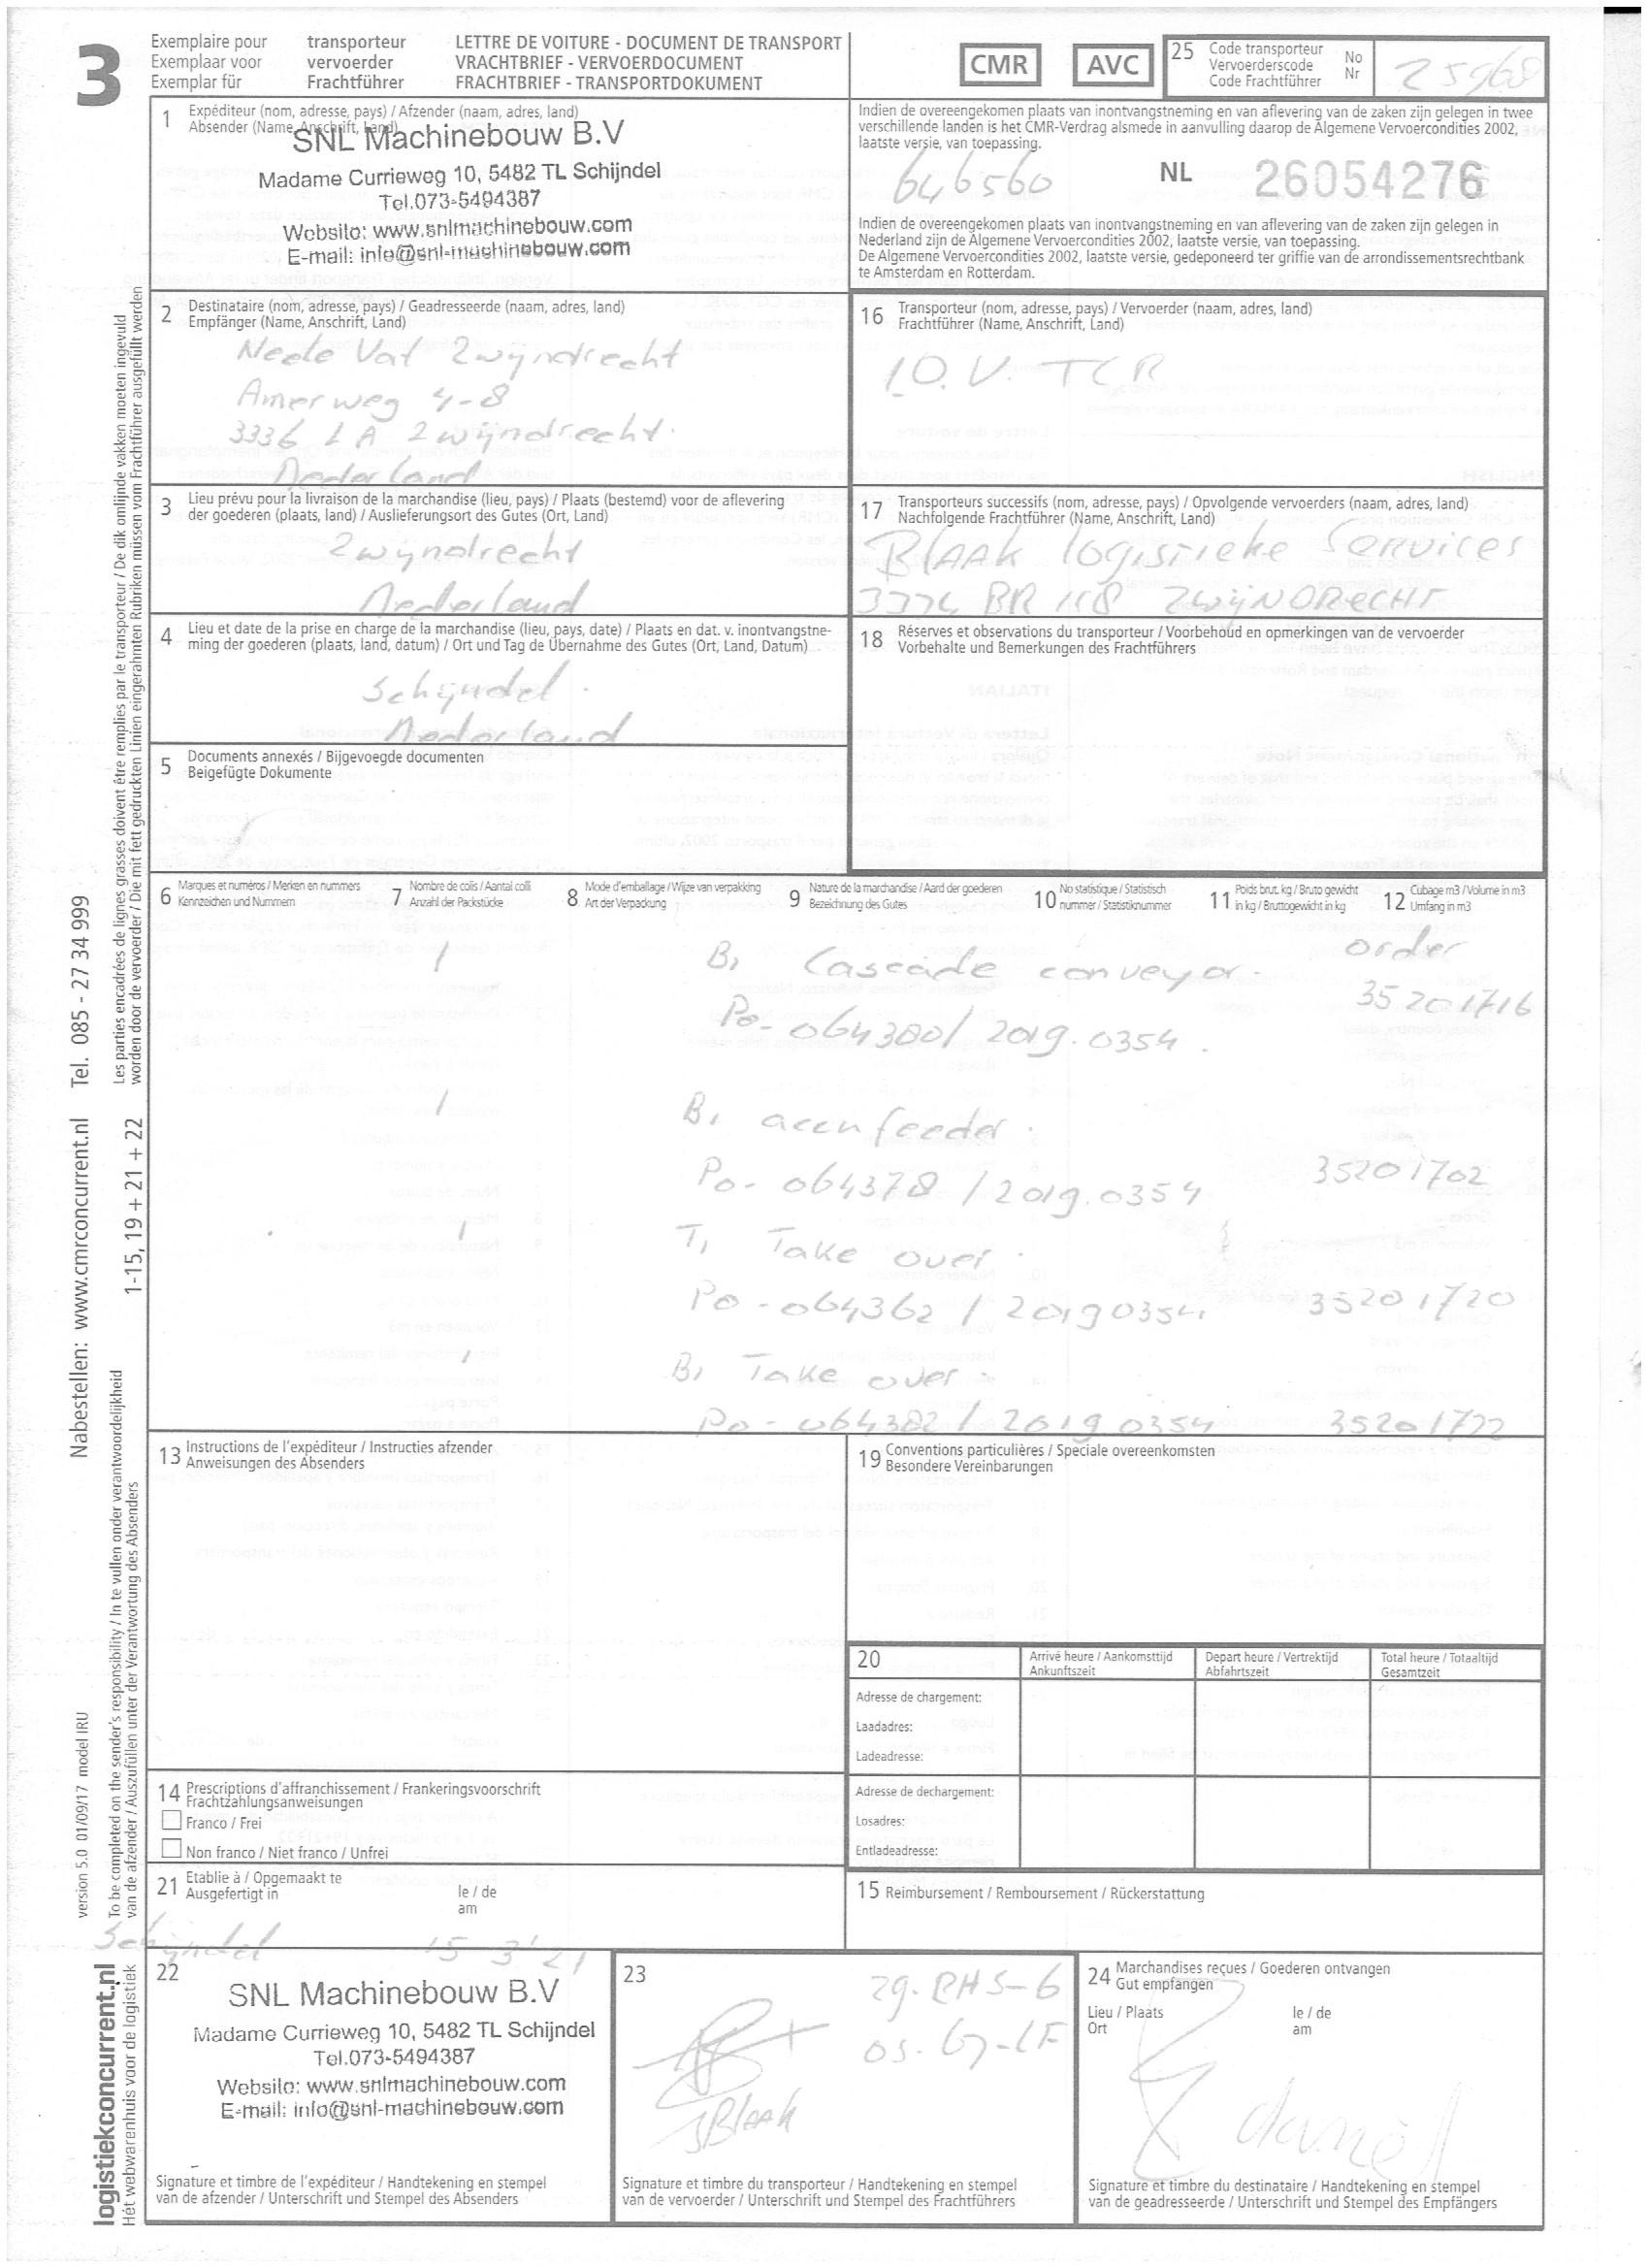 3
Exemplaire pour transporteur LETTRE DE VOITURE - DOCUMENT DE TRANSPORT
Exemplaar voor vervoerder VRACHTBRIEF - VERVOERDOCUMENT
Exemplar für Frachtführer FRACHTBRIEF - TRANSPORTDOKUMENT
CMR AVC
25 Code transporteur No
Vervoerderscode Nr
Code Frachtführer
25968
1 Expéditeur (nom, adresse, pays) / Afzender (naam, adres, land)
Absender (Name, Anschrift, Land)
SNL Machinebouw B.V
Madame Currieweg 10, 5482 TL Schijndel
Tel.073-5494387
Website: www.snlmachinebouw.com
E-mail: info@snl-machinebouw.com
Indien de overeengekomen plaats van inontvangstneming en van aflevering van de zaken zijn gelegen in twee
verschillende landen is het CMR-Verdrag alsmede in aanvulling daarop de Algemene Vervoercondities 2002,
laatste versie, van toepassing.
646560 NL 26054276
Indien de overeengekomen plaats van inontvangstneming en van aflevering van de zaken zijn gelegen in
Nederland zijn de Algemene Vervoercondities 2002, laatste versie, van toepassing.
De Algemene Vervoercondities 2002, laatste versie, gedeponeerd ter griffie van de arrondissementsrechtbank
te Amsterdam en Rotterdam.
2 Destinataire (nom, adresse, pays) / Geadresseerde (naam, adres, land)
Empfänger (Name, Anschrift, Land)
Nede Vat Zwyndrecht
Amerweg 4-8
3336 LA Zwijndrecht.
Nederland
16 Transporteur (nom, adresse, pays) / Vervoerder (naam, adres, land)
Frachtführer (Name, Anschrift, Land)
I.O.V. TCR
3 Lieu prévu pour la livraison de la marchandise (lieu, pays) / Plaats (bestemd) voor de aflevering
der goederen (plaats, land) / Auslieferungsort des Gutes (Ort, Land)
Zwyndrecht
Nederland
17 Transporteurs successifs (nom, adresse, pays) / Opvolgende vervoerders (naam, adres, land)
Nachfolgende Frachtführer (Name, Anschrift, Land)
BLAAK logistieke services
3334 BR 118 ZWIJNDRECHT
4 Lieu et date de la prise en charge de la marchandise (lieu, pays, date) / Plaats en dat. v. inontvangstne-
ming der goederen (plaats, land, datum) / Ort und Tag de Übernahme des Gutes (Ort, Land, Datum)
Schijndel.
Nederland
18 Réserves et observations du transporteur / Voorbehoud en opmerkingen van de vervoerder
Vorbehalte und Bemerkungen des Frachtführers
5 Documents annexés / Bijgevoegde documenten
Beigefügte Dokumente
6 Marques et numéros / Merken en nummers
Kennzeichen und Nummern
7 Nombre de colis / Aantal colli
Anzahl der Packstücke
8 Mode d'emballage / Wijze van verpakking
Art der Verpackung
9 Nature de la marchandise / Aard der goederen
Bezeichnung des Gutes
10 No statistique / Statistisch
nummer / Statistiknummer
11 Poids brut. kg / Bruto gewicht
in kg / Bruttogewicht in kg
12 Cubage m3 / Volume in m3
Umfang in m3
order
1 B1 Cascade conveyor. 35201716
Po- 064380/ 2019.0354.
1 B1 accn feeder.
Po- 064378 / 2019.0354. 35201702
1 T1 Take over.
Po - 064362 / 20190354. 35201720
1 B1 Take over.
Po - 064382 / 2019 0354 35201722
13 Instructions de l'expéditeur / Instructies afzender
Anweisungen des Absenders
19 Conventions particulières / Speciale overeenkomsten
Besondere Vereinbarungen
20 Arrivé heure / Aankomsttijd Depart heure / Vertrektijd Total heure / Totaaltijd
Ankunftszeit Abfahrtszeit Gesamtzeit
Adresse de chargement:
Laadadres:
Ladeadresse:
Adresse de dechargement:
Losadres:
Entladeadresse:
14 Prescriptions d'affranchissement / Frankeringsvoorschrift
Frachtzahlungsanweisungen
Franco / Frei
Non franco / Niet franco / Unfrei
21 Etablie à / Opgemaakt te le / de
Ausgefertigt in am
Schijndel 15 3 '21
15 Reimbursement / Remboursement / Rückerstattung
22
SNL Machinebouw B.V
Madame Currieweg 10, 5482 TL Schijndel
Tel.073-5494387
Website: www.snlmachinebouw.com
E-mail: info@snl-machinebouw.com
Signature et timbre de l'expéditeur / Handtekening en stempel
van de afzender / Unterschrift und Stempel des Absenders
23
29-RHS-6
05-67-LF
JBlaak
Signature et timbre du transporteur / Handtekening en stempel
van de vervoerder / Unterschrift und Stempel des Frachtführers
24 Marchandises reçues / Goederen ontvangen
Gut empfangen
Lieu / Plaats le / de
Ort am
daniel
Signature et timbre du destinataire / Handtekening en stempel
van de geadresseerde / Unterschrift und Stempel des Empfängers
Les parties encadrées de lignes grasses doivent être remplies par le transporteur / De dik omlijnde vakken moeten ingevuld
worden door de vervoerder / Die mit fett gedruckten Linien eingerahmten Rubriken müssen vom Frachtführer ausgefüllt werden
Nabestellen: www.cmrconcurrent.nl Tel. 085 - 27 34 999
1-15, 19 + 21 + 22
To be completed on the sender's responsibility / In te vullen onder verantwoordelijkheid
van de afzender / Auszufüllen unter der Verantwortung des Absenders
version 5.0 01/09/17 model IRU
logistiekconcurrent.nl
Hét webwarenhuis voor de logistiek